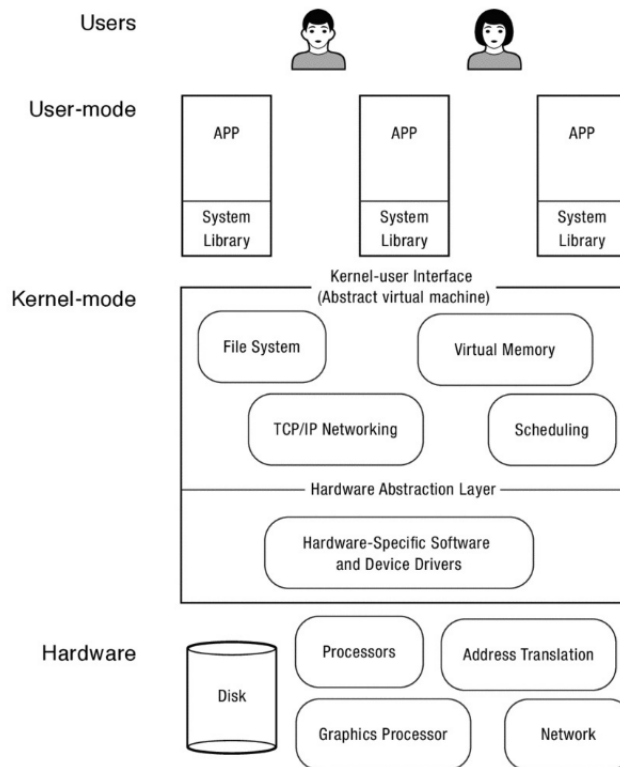 Users
User-mode
APP
APP
APP
System
Library
System
Library
System
Library
Kernel-mode
Kernel-user Interface
(Abstract virtual machine)
File System
Virtual Memory
TCP/IP Networking
Scheduling
Hardware Abstraction Layer
Hardware-Specific Software
and Device Drivers
Hardware
Disk
Processors
Address Translation
Graphics Processor
Network